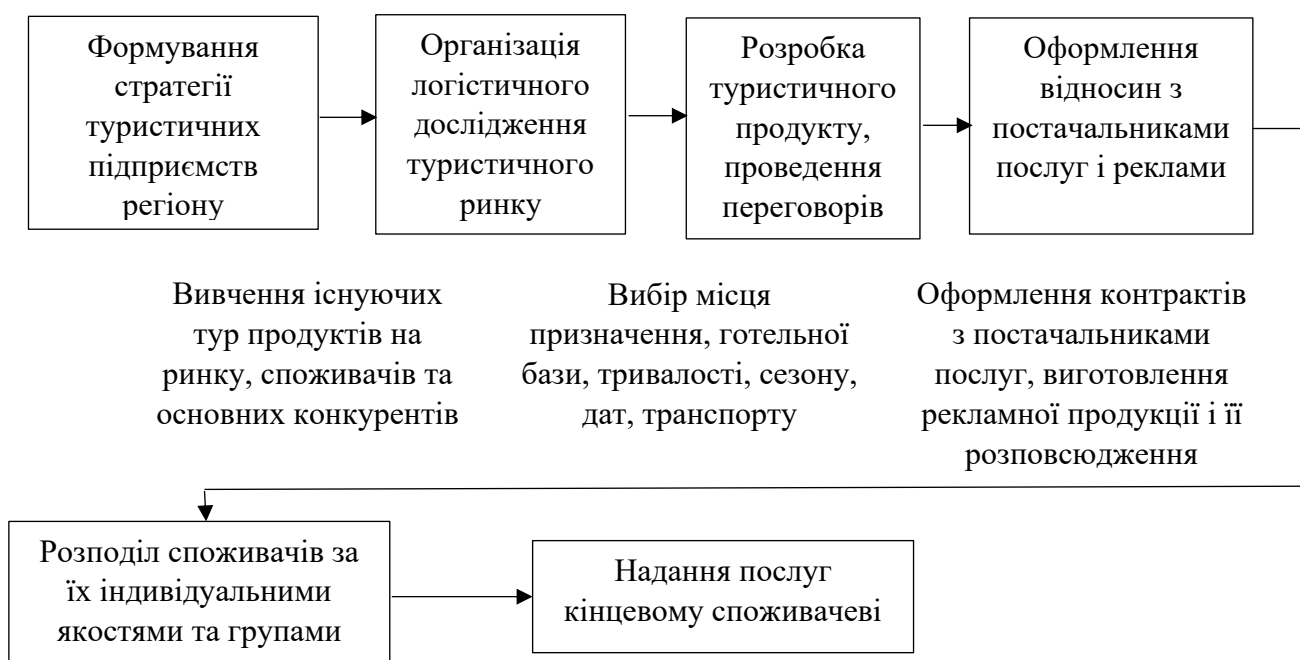 Формування
стратегії
туристичних
підприємств
регіону
Організація
логістичного
дослідження
туристичного
ринку
Розробка
туристичного
продукту,
проведення
переговорів
Оформлення
відносин з
постачальниками
послуг і реклами
Вивчення існуючих
тур продуктів на
ринку, споживачів та
основних конкурентів
Вибір місця
призначення, готельної
бази, тривалості, сезону,
дат, транспорту
Оформлення контрактів
з постачальниками
послуг, виготовлення
рекламної продукції і її
розповсюдження
Розподіл споживачів за
їх індивідуальними
якостями та групами
Надання послуг
кінцевому споживачеві